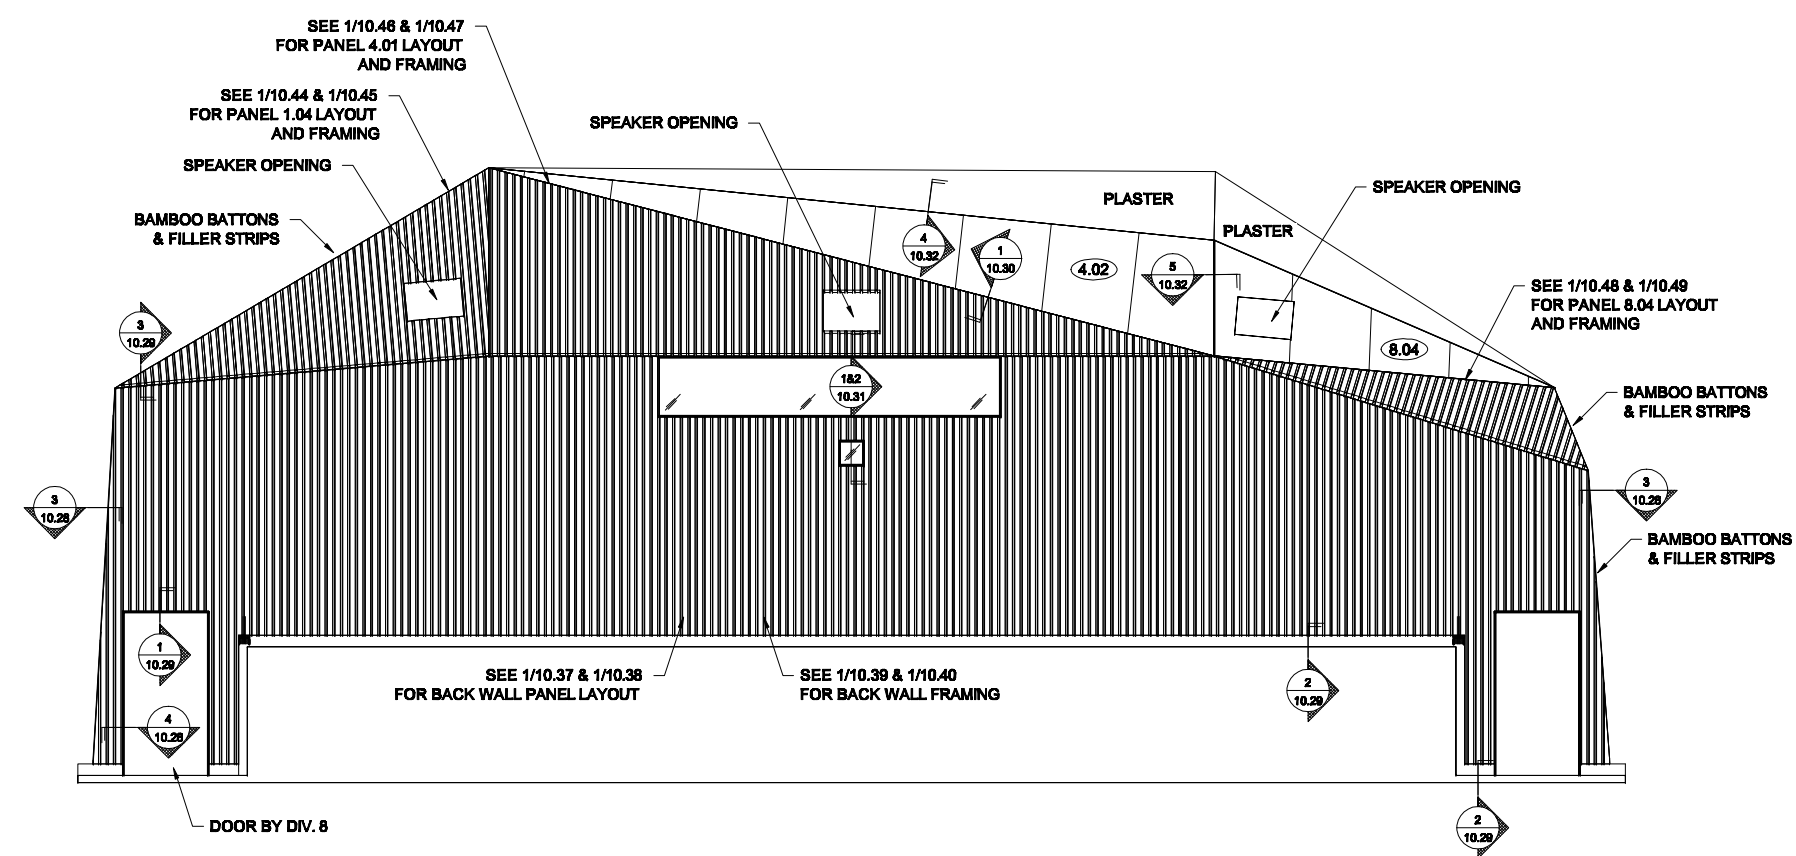 SEE 1/10.46 & 1/10.47
FOR PANEL 4.01 LAYOUT
AND FRAMING
SEE 1/10.44 & 1/10.45
FOR PANEL 1.04 LAYOUT
AND FRAMING
SPEAKER OPENING
SPEAKER OPENING
BAMBOO BATTONS
& FILLER STRIPS
PLASTER
SPEAKER OPENING
PLASTER
4
10.32
1
10.30
4.02
5
10.32
SEE 1/10.48 & 1/10.49
FOR PANEL 8.04 LAYOUT
AND FRAMING
3
10.29
8.04
1&2
10.31
BAMBOO BATTONS
& FILLER STRIPS
3
10.28
3
10.28
BAMBOO BATTONS
& FILLER STRIPS
1
10.29
SEE 1/10.37 & 1/10.38
FOR BACK WALL PANEL LAYOUT
SEE 1/10.39 & 1/10.40
FOR BACK WALL FRAMING
2
10.29
4
10.28
DOOR BY DIV. 8
2
10.29